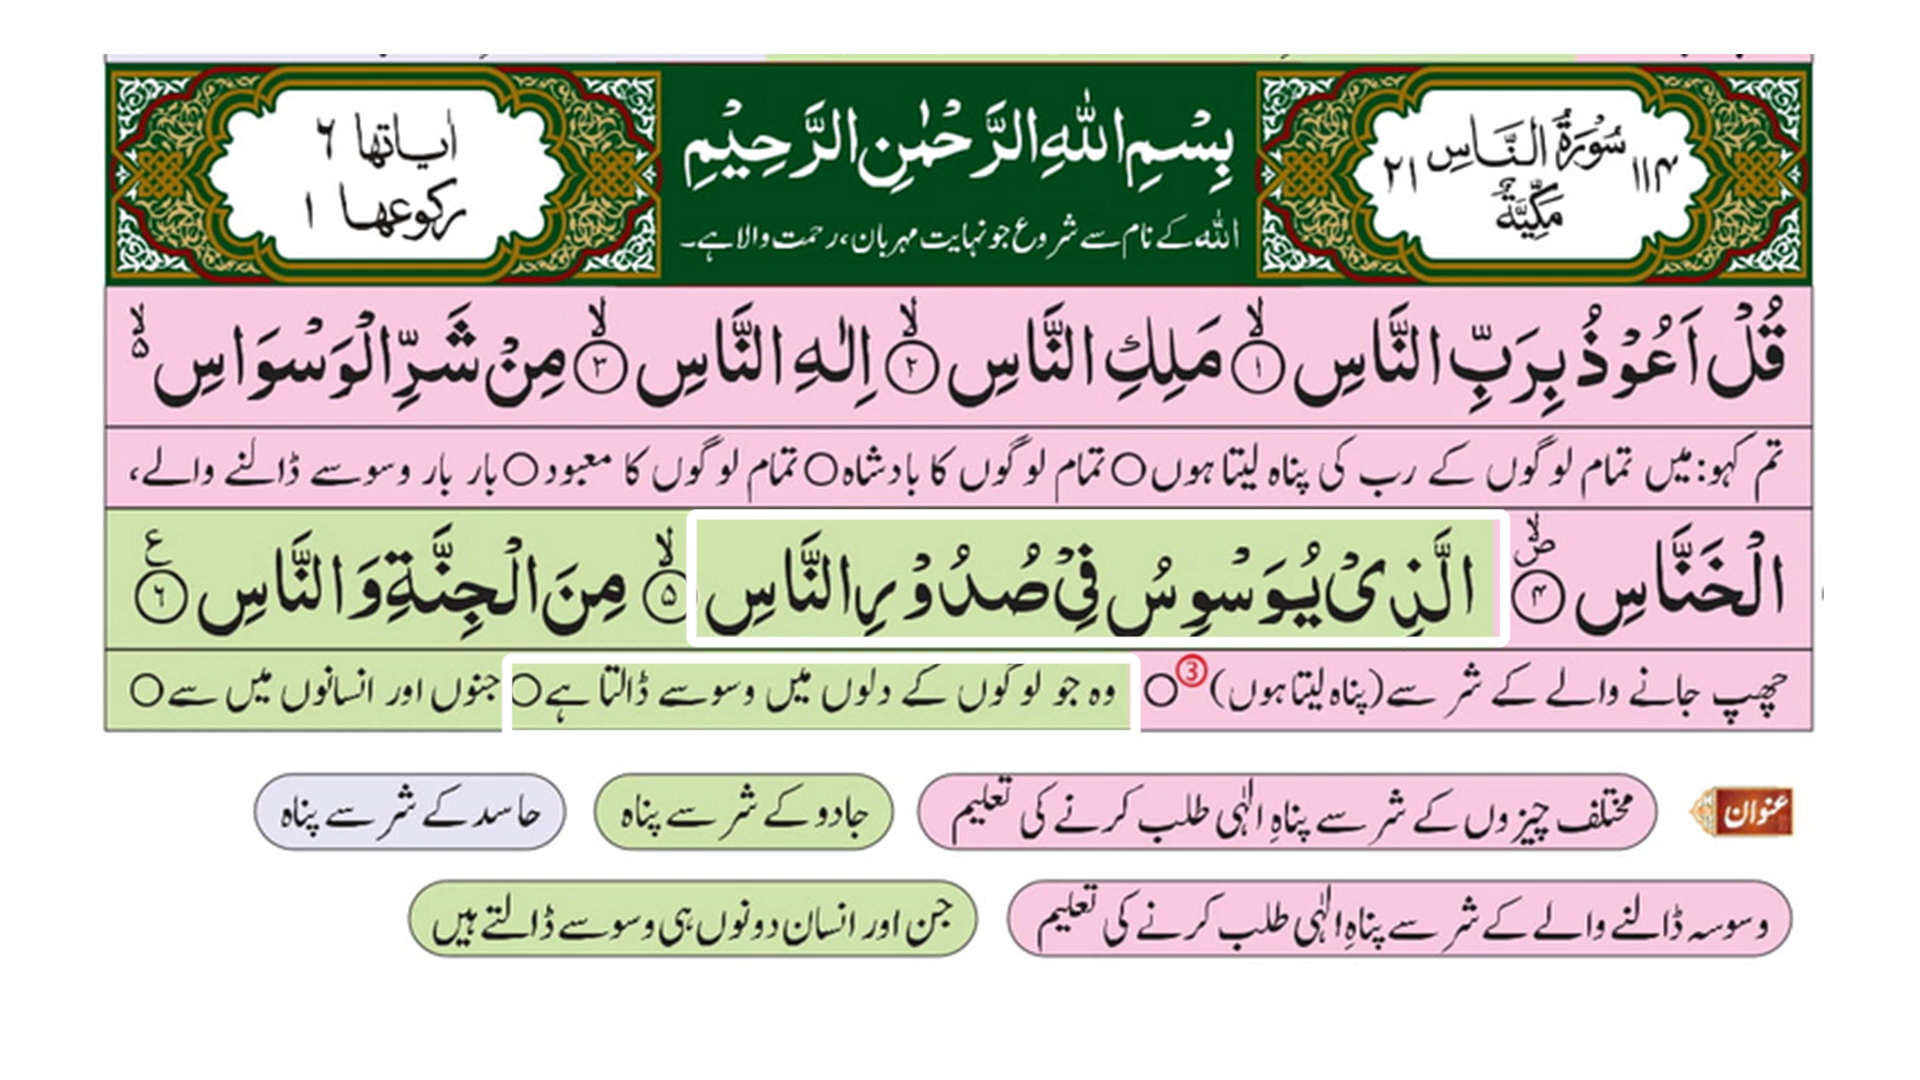 سُوۡرَۃُ النَّاسِ ١١٤ مَکِّیَّۃٌ ٢١
بِسْمِ اللّٰهِ الرَّحْمٰنِ الرَّحِیْمِ
اللّٰہ کے نام سے شروع جو نہایت مہربان، رحمت والا ہے۔
اٰیاتھا ٦
رکوعھا ١
قُلْ اَعُوْذُ بِرَبِّ النَّاسِ ۙ﴿١﴾ مَلِكِ النَّاسِ ۙ﴿٢﴾ اِلٰهِ النَّاسِ ۙ﴿٣﴾ مِنْ شَرِّ الْوَسْوَاسِ ۙ۵
تم کہو: میں تمام لوگوں کے رب کی پناہ لیتا ہوں○ تمام لوگوں کا بادشاہ○ تمام لوگوں کا معبود○ بار بار وسوسے ڈالنے والے،
الْخَنَّاسِ ۪ۙ﴿۴﴾ الَّذِیْ یُوَسْوِسُ فِیْ صُدُوْرِ النَّاسِ ۙ﴿۵﴾ مِنَ الْجِنَّةِ وَ النَّاسِ ﴿٦﴾ ع
چھپ جانے والے کے شر سے (پناہ لیتا ہوں)③○ وہ جو لوگوں کے دلوں میں وسوسے ڈالتا ہے○ جنوں اور انسانوں میں سے○
عنوان مختلف چیزوں کے شر سے پناہِ الٰہی طلب کرنے کی تعلیم جادو کے شر سے پناہ حاسد کے شر سے پناہ
وسوسہ ڈالنے والے کے شر سے پناہِ الٰہی طلب کرنے کی تعلیم جن اور انسان دونوں ہی وسوسے ڈالتے ہیں